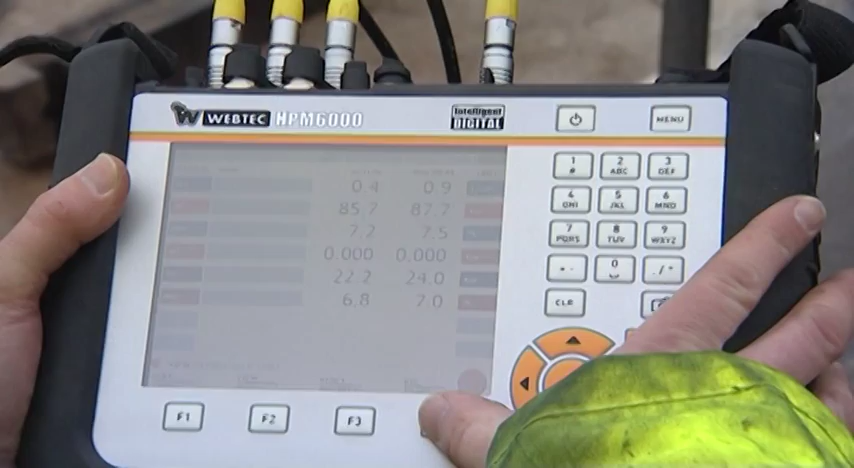 WEBTEC HPM6000
Intelligent DIGITAL
MENU
0.4 0.9
85.7 87.7
7.2 7.5
0.000 0.000
22.2 24.0
6.8 7.0
1
2 ABC
3 DEF
4 GHI
5 JKL
6 MNO
7 PQRS
8 TUV
9 WXYZ
0
CLR
F1 F2 F3